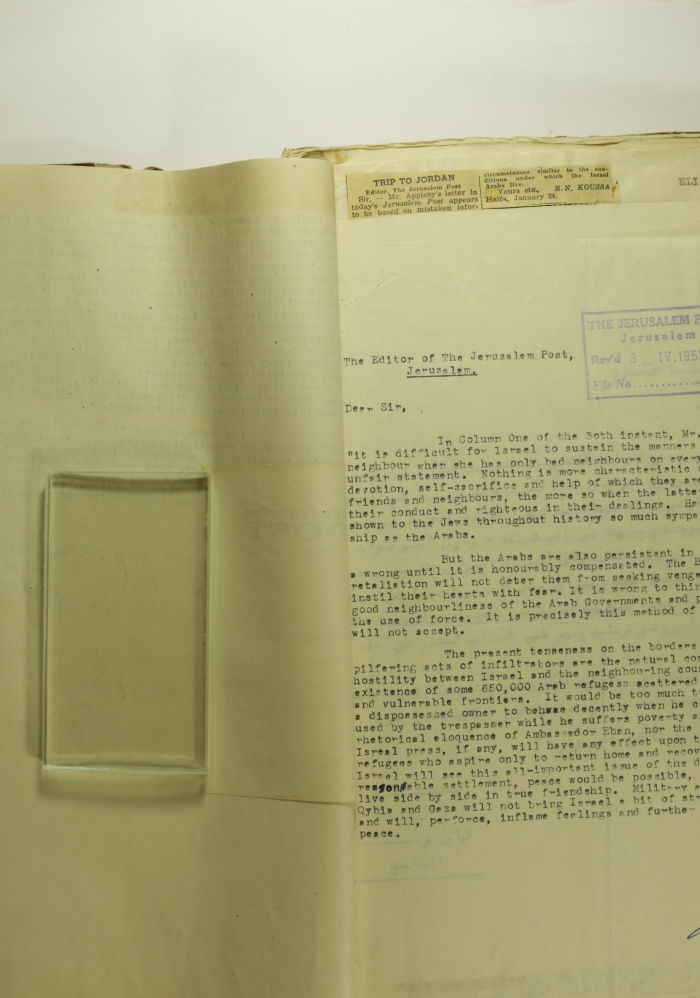 TRIP TO JORDAN
Editor, The Jerusalem Post
Sir, — Mr. Appleby's letter in
today's Jerusalem Post appears
to be based on mistaken infor-
circumstances similar to the con-
ditions under which the Israel
Arabs live.
Yours etc., E.N. KOUSSA
Haifa, January 24.
ELI
THE JERUSALEM P
Jerusalem
Rec'd 3 IV.195
File No.
The Editor of The Jerusalem Post,
Jerusalem.
Dear Sir,
In Column One of the 30th instant, Mr.
"it is difficult for Israel to sustain the manners
neighbour when she has only bad neighbours on every
unfair statement. Nothing is more characteristic
devotion, self-sacrifice and help of which they are
friends and neighbours, the more so when the latte
their conduct and righteous in their dealings. Ha
shown to the Jews throughout history so much sympa
ship as the Arabs.
But the Arabs are also persistent in
a wrong until it is honourably compensated. The B
retaliation will not deter them from seeking venge
instil their hearts with fear. It is wrong to thin
good neighbourliness of the Arab Governments and p
the use of force. It is precisely this method of
will not accept.
The present tenseness on the borders
pilfering acts of infiltrators are the natural con
hostility between Israel and the neighbouring cou
existence of some 650,000 Arab refugess scattered
and vulnerable frontiers. It would be too much t
a dispossessed owner to behave decently when he
used by the trespasser while he suffers poverty a
rhetorical eloquence of Ambassador Eban, nor the
Isreal press, if any, will have any effect upon t
refugees who aspire only to return home and recov
Israel will see this all-important issue of the d
reasonable settlement, peace would be possible,
live side by side in true friendship. Military a
Qybia and Gaza will not bring Israel a bit of st
and will, perforce, inflame feelings and furthe
peace.